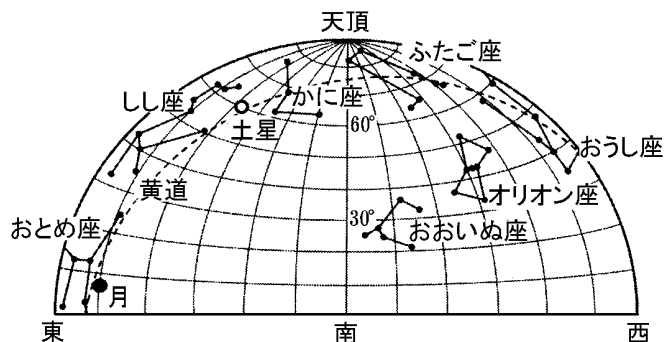 天頂
ふたご座
しし座
かに座
土星
60°
おうし座
黄道
オリオン座
30°
おおいぬ座
おとめ座
月
東
南
西